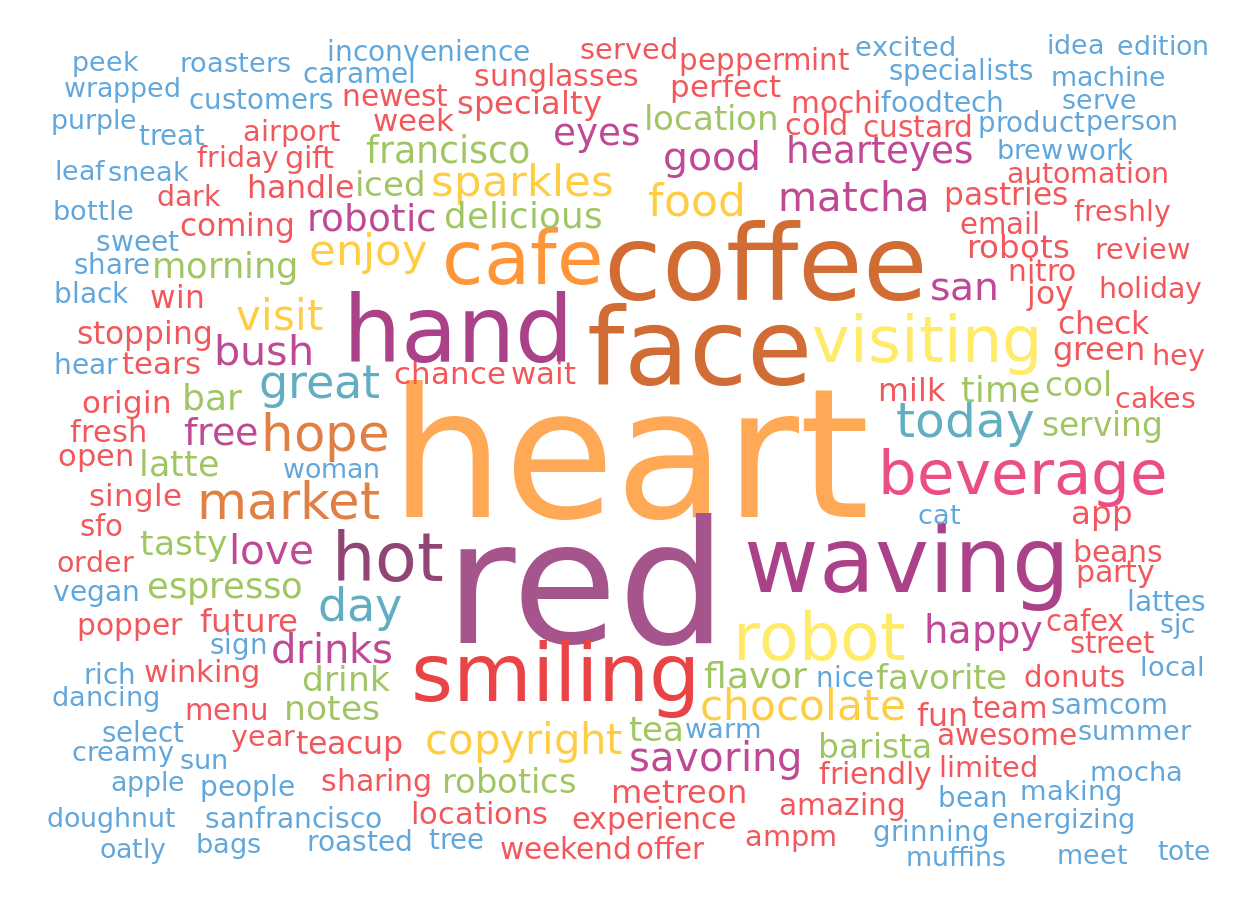 peek roasters inconvenience served peppermint excited idea edition
wrapped caramel sunglasses perfect specialists machine
purple customers newest specialty mochi foodtech serve
treat airport week eyes location cold custard product person
leaf sneak friday gift francisco good hearteyes brew work
dark handle iced sparkles food matcha pastries automation
bottle coming robotic delicious email freshly
sweet enjoy cafe coffee robots review
share morning san nitro
black win visit hand face visiting joy holiday
stopping bush check
hear tears great chance wait green hey
origin bar milk time cool cakes
fresh free hope heart today serving
open latte woman beverage
single market cat app
sfo tasty love hot red waving beans
order espresso party
vegan day lattes
popper future robot happy cafex sjc
sign drinks smiling street
rich winking drink flavor nice favorite donuts local
dancing menu notes chocolate fun team samcom
select year teacup copyright tea warm barista awesome summer
creamy sun savoring friendly limited mocha
apple people sharing robotics metreon amazing bean making
doughnut sanfrancisco locations experience grinning energizing
oatly bags roasted tree weekend offer ampm muffins meet tote